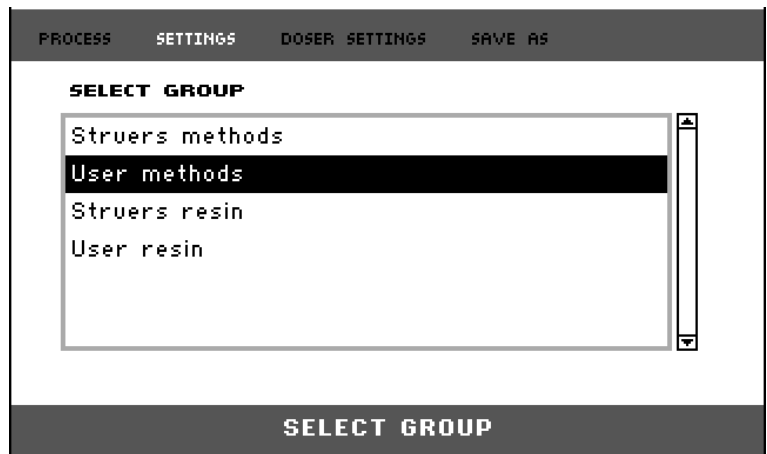 PROCESS SETTINGS DOSER SETTINGS SAVE AS
SELECT GROUP
Struers methods
User methods
Struers resin
User resin
SELECT GROUP